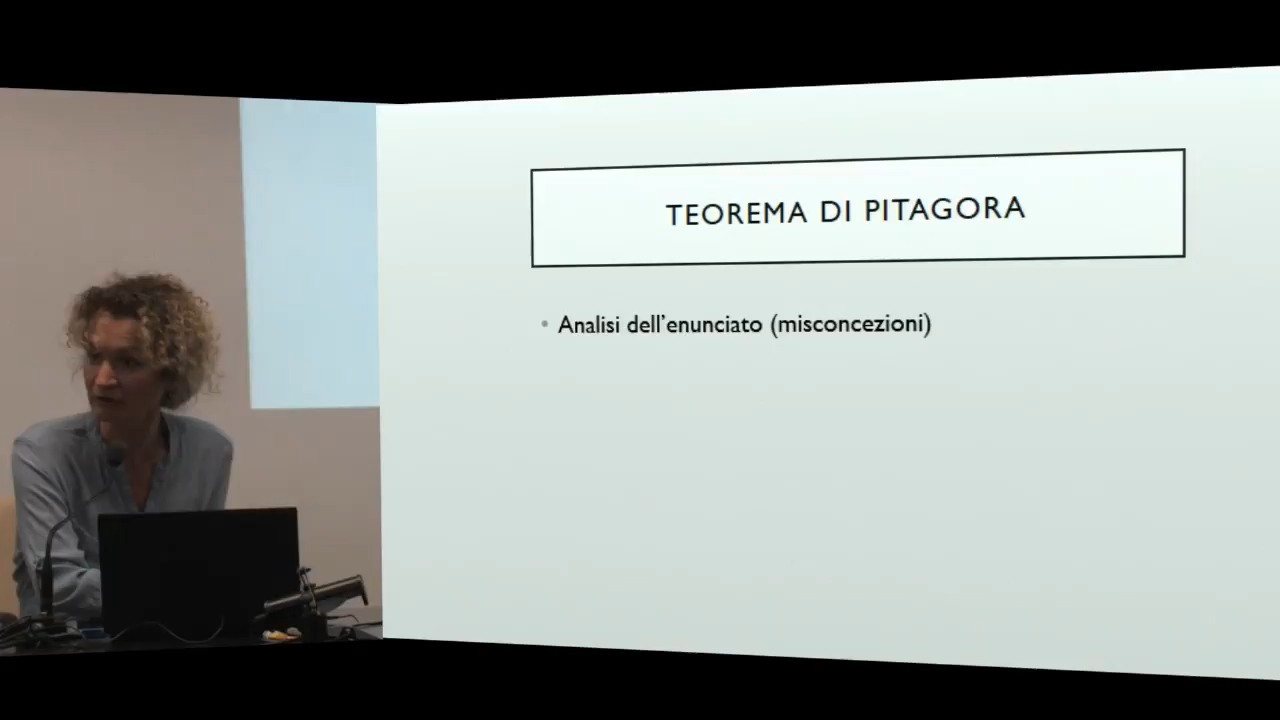 TEOREMA DI PITAGORA
• Analisi dell'enunciato (misconcezioni)